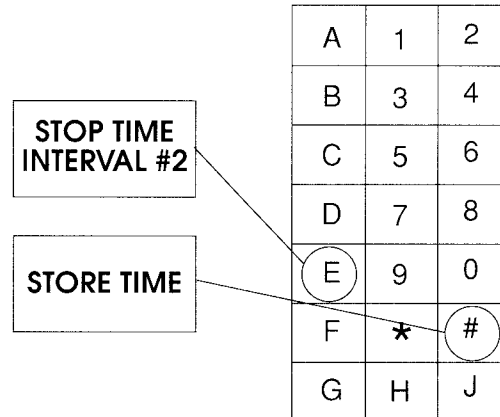 A 1 2
B 3 4
STOP TIME
INTERVAL #2
C 5 6
D 7 8
STORE TIME
E 9 0
F * #
G H J